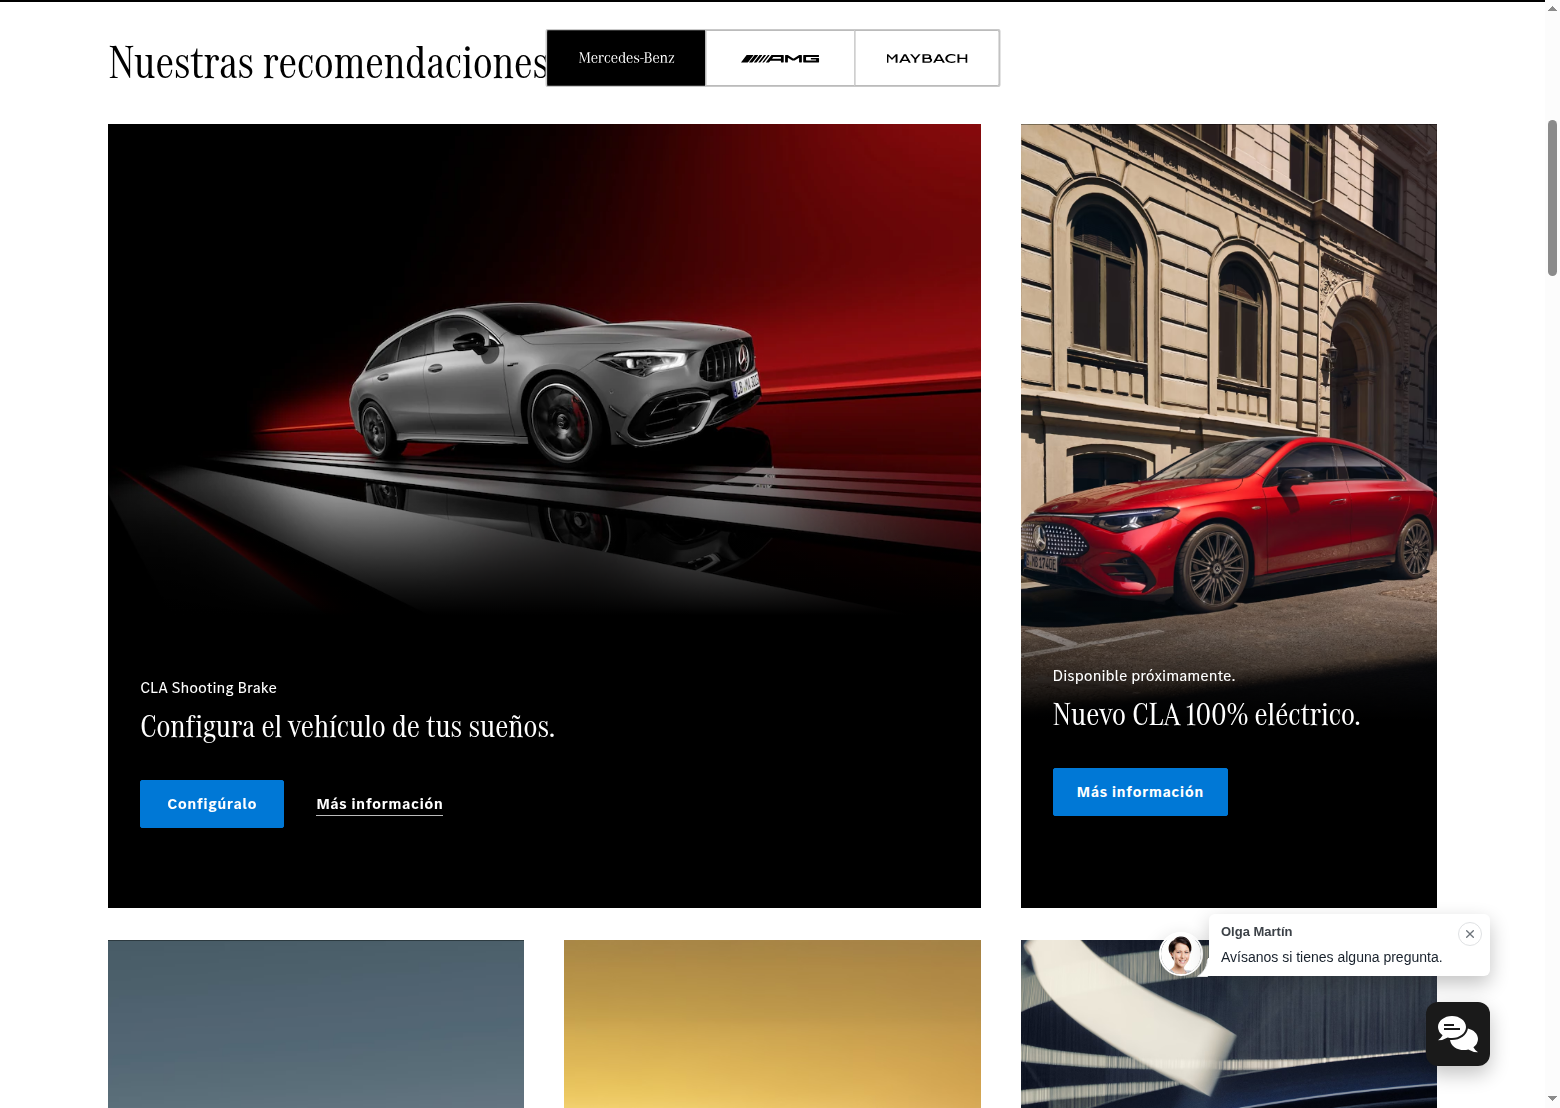 Nuestras recomendaciones
Mercedes-Benz
AMG
MAYBACH
CLA Shooting Brake
Configura el vehículo de tus sueños.
Configúralo
Más información
Disponible próximamente.
Nuevo CLA 100% eléctrico.
Más información
Olga Martín
Avísanos si tienes alguna pregunta.